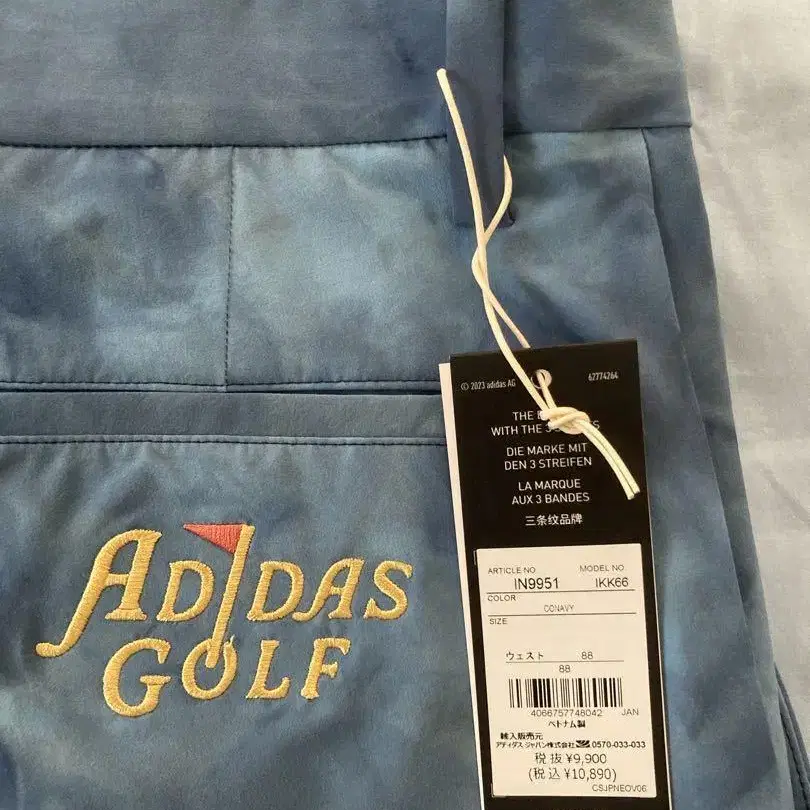 © 2023 adidas AG 62774264
THE
WITH THE 3
DIE MARKE MIT
DEN 3 STREIFEN
LA MARQUE
AUX 3 BANDES
三条纹品牌
ARTICLE NO MODEL NO.
IN9951 IKK66
COLOR
CONAVY
SIZE
ウェスト 88
88
4066757748042 JAN
ベトナム製
輸入販売元
アディダス ジャパン株式会社 0570-033-033
税抜 ¥9,900
(税込 ¥10,890)
CSJPNEOV06
ADIDAS
GOLF